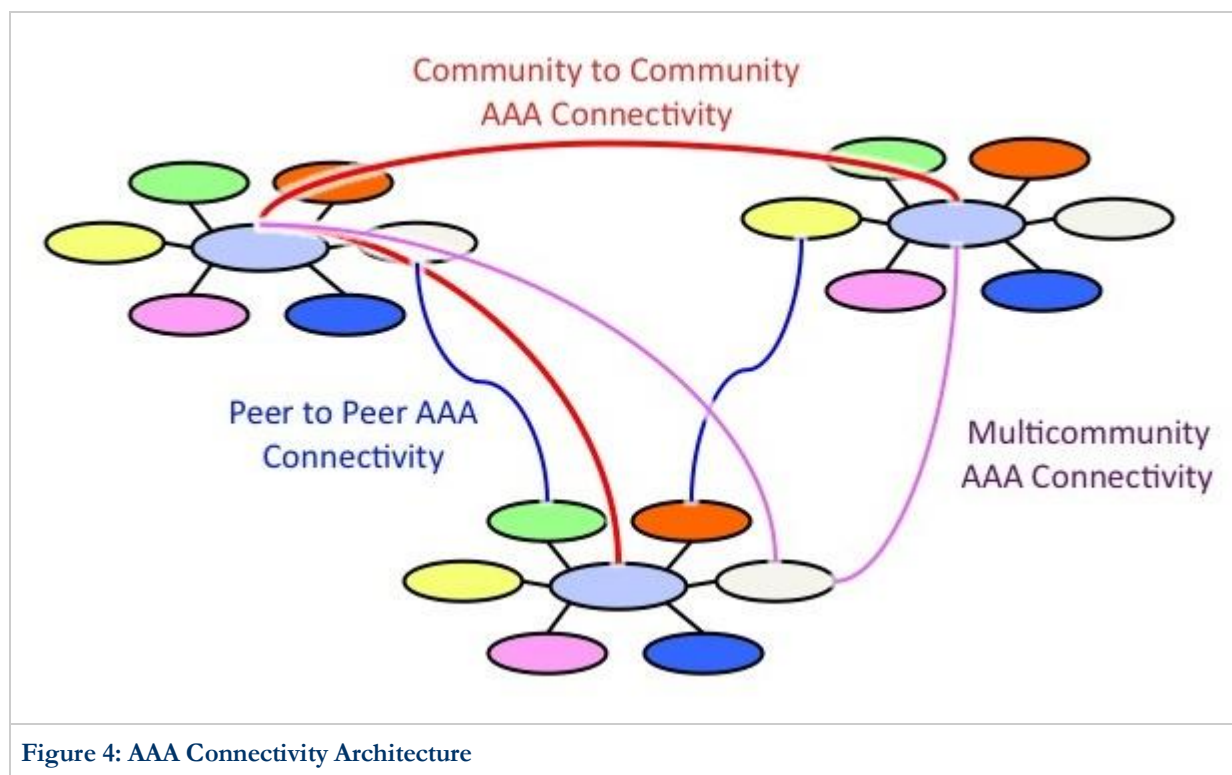 Community to Community
AAA Connectivity
Peer to Peer AAA
Connectivity
Multicommunity
AAA Connectivity
Figure 4: AAA Connectivity Architecture